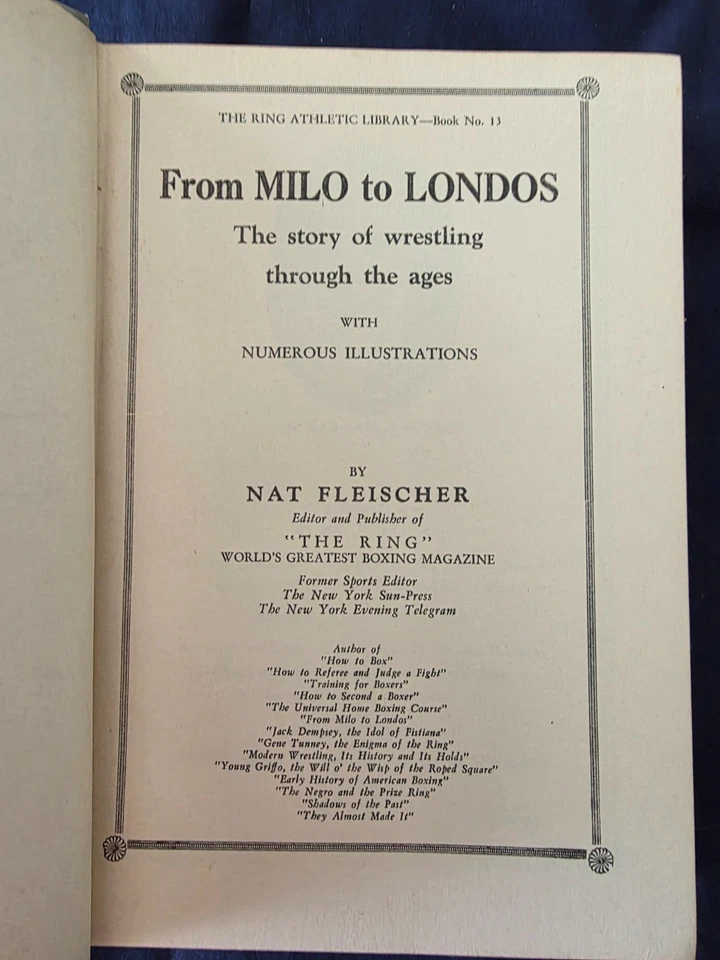 THE RING ATHLETIC LIBRARY—Book No. 13
From MILO to LONDOS
The story of wrestling
through the ages
WITH
NUMEROUS ILLUSTRATIONS
BY
NAT FLEISCHER
Editor and Publisher of
"THE RING"
WORLD'S GREATEST BOXING MAGAZINE
Former Sports Editor
The New York Sun-Press
The New York Evening Telegram
Author of
"How to Box"
"How to Referee and Judge a Fight"
"Training for Boxers"
"How to Second a Boxer"
"The Universal Home Boxing Course"
"From Milo to Londos"
"Jack Dempsey, the Idol of Fistiana"
"Gene Tunney, the Enigma of the Ring"
"Modern Wrestling, Its History and Its Holds"
"Young Griffo, the Will o' the Wisp of the Roped Square"
"Early History of American Boxing"
"The Negro and the Prize Ring"
"Shadows of the Past"
"They Almost Made It"